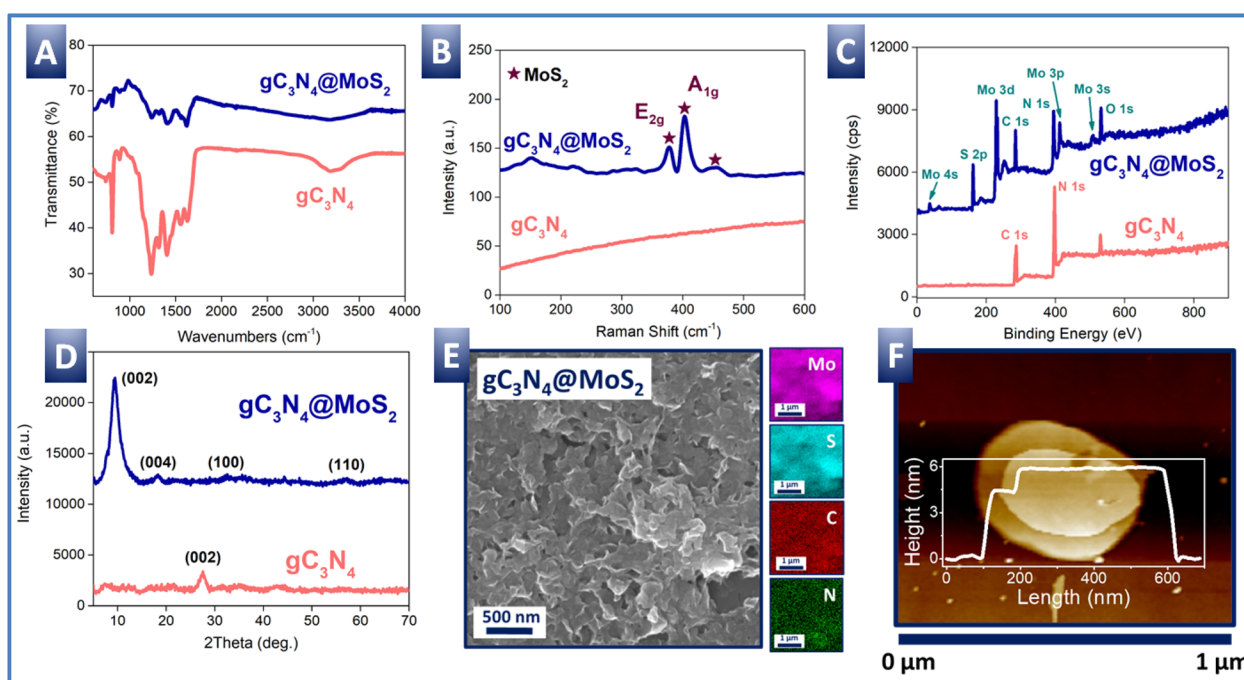 A
80
70
60
50
40
30
Transmittance (%)
gC₃N₄@MoS₂
gC₃N₄
1000 1500 2000 2500 3000 3500 4000
Wavenumbers (cm⁻¹)
B
250
200
150
100
50
0
Intensity (a.u.)
★ MoS₂
A₁g
E₂g
gC₃N₄@MoS₂
gC₃N₄
100 200 300 400 500 600
Raman Shift (cm⁻¹)
C
12000
9000
6000
3000
0
Intensity (cps)
Mo 3d
C 1s
N 1s
Mo 3p
Mo 3s
O 1s
S 2p
Mo 4s
gC₃N₄@MoS₂
N 1s
C 1s
gC₃N₄
0 200 400 600 800
Binding Energy (eV)
D
20000
15000
10000
5000
0
Intensity (a.u.)
(002)
gC₃N₄@MoS₂
(004)
(100)
(110)
(002)
gC₃N₄
10 20 30 40 50 60 70
2Theta (deg.)
E
gC₃N₄@MoS₂
500 nm
Mo
1 µm
S
1 µm
C
1 µm
N
1 µm
F
6
3
0
Height (nm)
0 200 400 600
Length (nm)
0 µm 1 µm